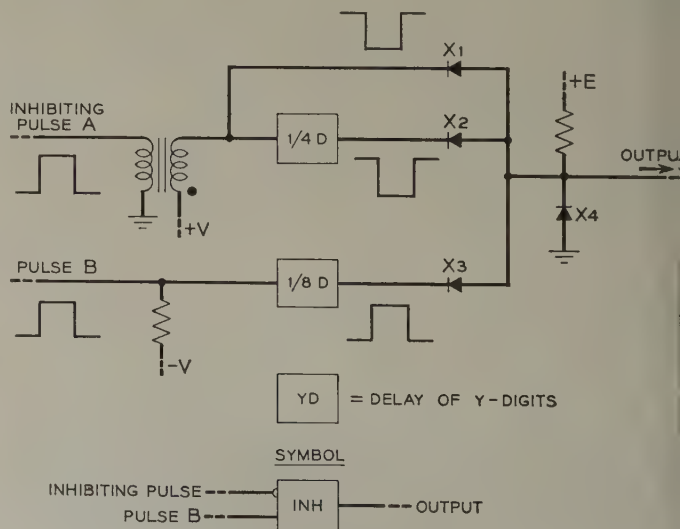 X1
+E
INHIBITING
PULSE A
1/4 D
X2
X4
+V
PULSE B
1/8 D
X3
-V
YD = DELAY OF Y-DIGITS
SYMBOL
INHIBITING PULSE
INH
OUTPUT
PULSE B